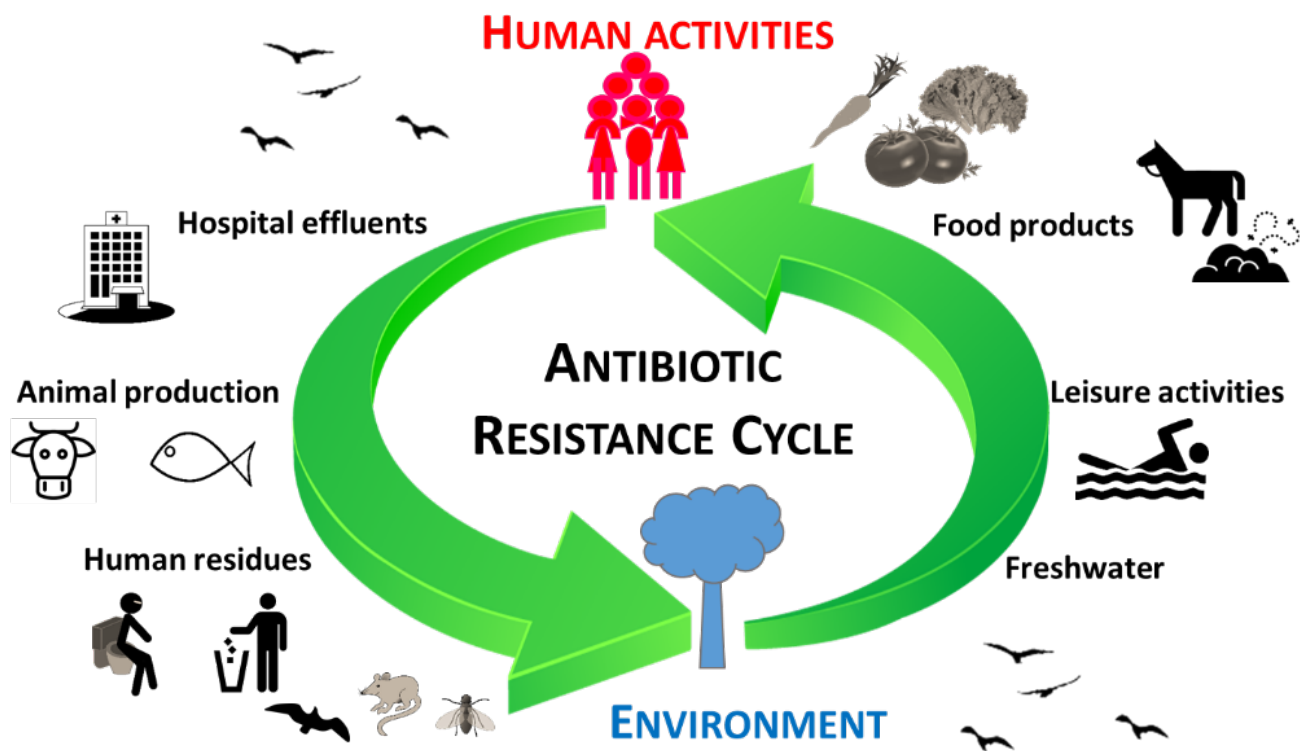 HUMAN ACTIVITIES
Hospital effluents
Food products
ANTIBIOTIC
RESISTANCE CYCLE
Animal production
Leisure activities
Human residues
Freshwater
ENVIRONMENT